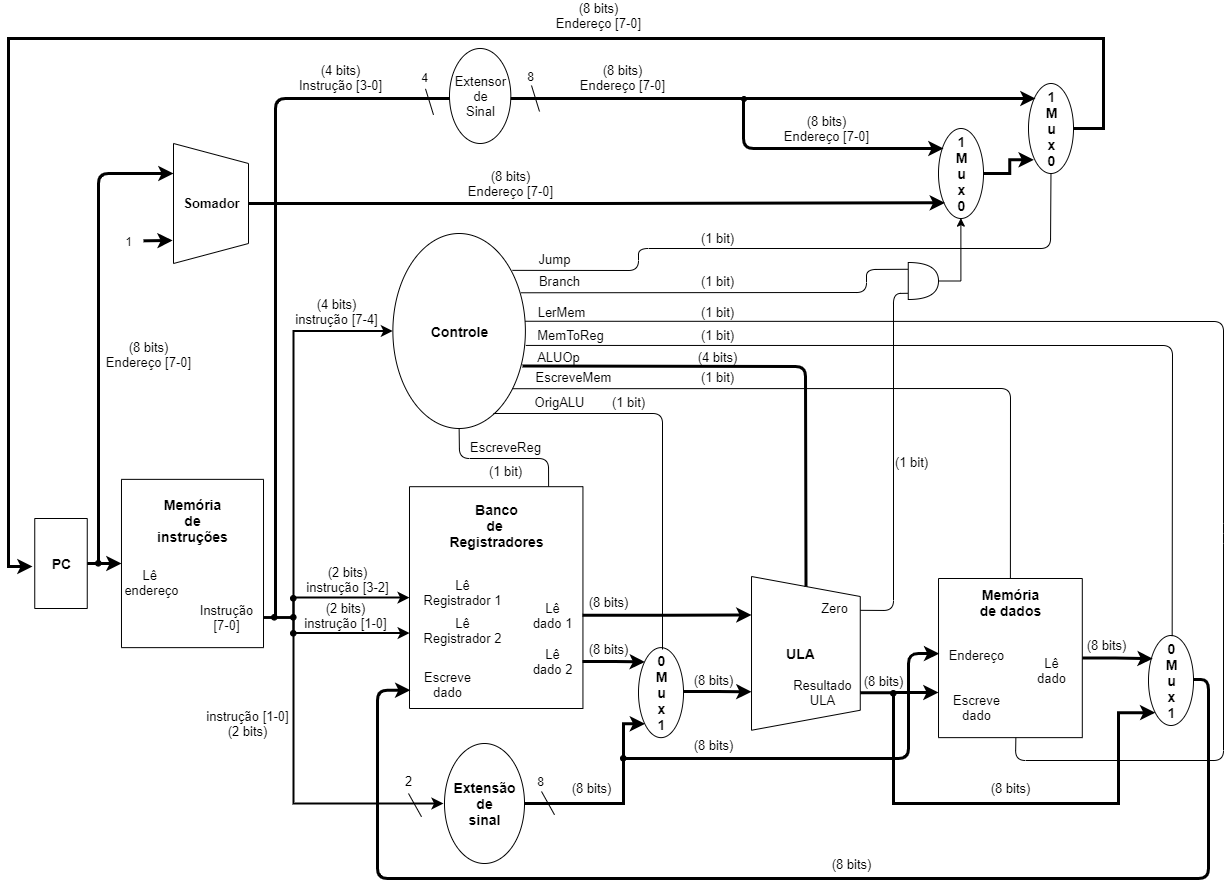 (8 bits)
Endereço [7-0]
(4 bits)
Instrução [3-0]
4
Extensor
de
Sinal
8
(8 bits)
Endereço [7-0]
(8 bits)
Endereço [7-0]
1
M
u
x
0
1
M
u
x
0
Somador
1
(8 bits)
Endereço [7-0]
(8 bits)
Endereço [7-0]
(4 bits)
instrução [7-4]
Controle
Jump
(1 bit)
Branch
(1 bit)
LerMem
(1 bit)
MemToReg
(1 bit)
ALUOp
(4 bits)
EscreveMem
(1 bit)
OrigALU
(1 bit)
EscreveReg
(1 bit)
(1 bit)
PC
Memória
de
instruções
Lê
endereço
Instrução
[7-0]
(2 bits)
instrução [3-2]
(2 bits)
instrução [1-0]
instrução [1-0]
(2 bits)
Banco
de
Registradores
Lê
Registrador 1
Lê
Registrador 2
Escreve
dado
Lê
dado 1
Lê
dado 2
(8 bits)
(8 bits)
0
M
u
x
1
(8 bits)
Zero
ULA
Resultado
ULA
(8 bits)
Memória
de dados
Endereço
Escreve
dado
Lê
dado
(8 bits)
0
M
u
x
1
2
Extensão
de
sinal
8
(8 bits)
(8 bits)
(8 bits)
(8 bits)